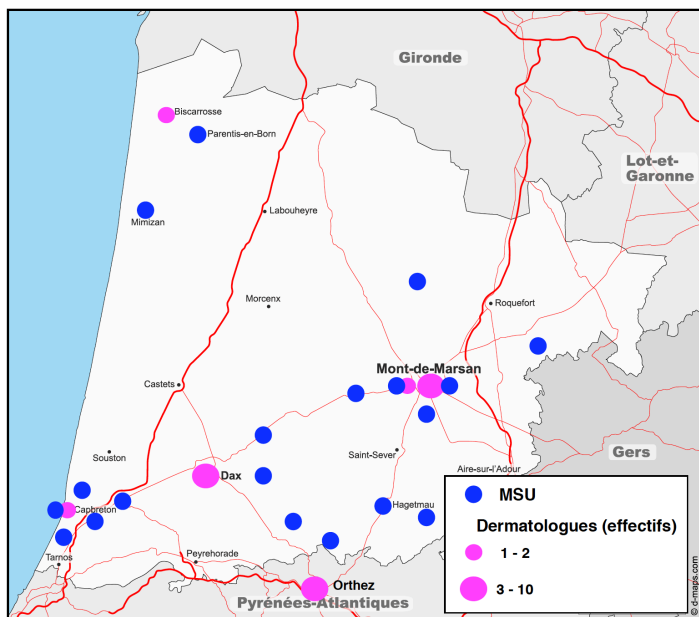 Gironde
Biscarrosse
Parentis-en-Born
Lot-et-
Garonne
Labouheyre
Mimizan
Morcenx
Roquefort
Mont-de-Marsan
Castets
Souston
Saint-Sever
Gers
Aire-sur-l'Adour
Dax
MSU
Capbreton
Hagetmau
Dermatologues (effectifs)
1 - 2
Tarnos
Peyrehorade
Orthez
3 - 10
Pyrénées-Atlantiques
© d-maps.com